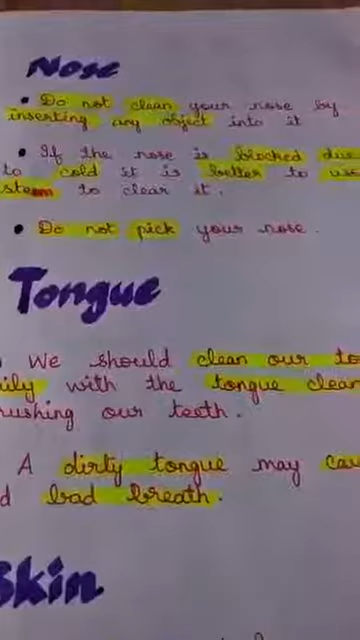 Nose
• Do not clean your nose by
inserting any object into it
• If the nose is blocked due
to cold it is better to use
steam to clear it.
• Do not pick your nose.
Tongue
We should clean our to
ily with the tongue clean
rushing our teeth.
A dirty tongue may cau
d bad breath.
Skin